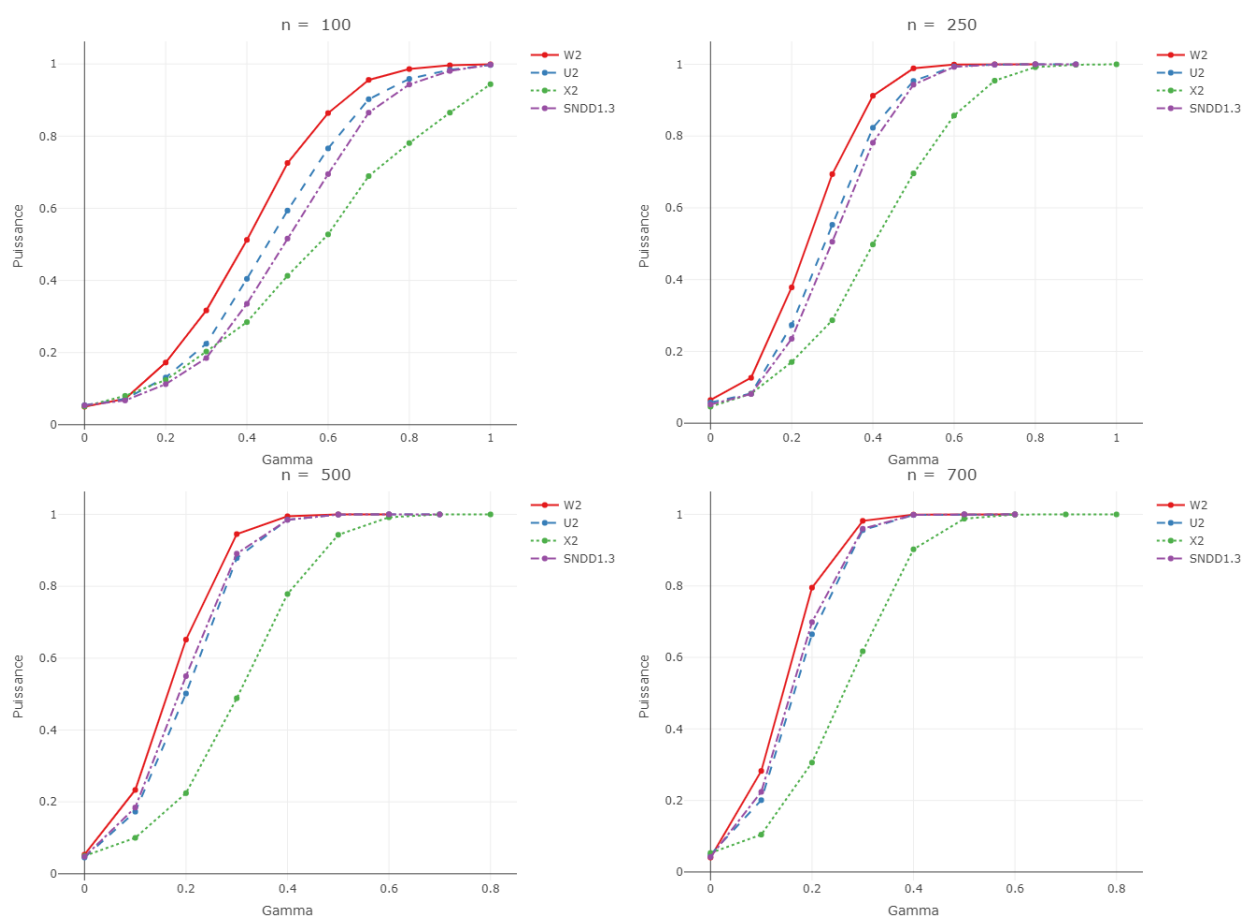 n = 100
W2
U2
X2
SNDD1.3
1
0.8
0.6
0.4
0.2
0
Puissance
0 0.2 0.4 0.6 0.8 1
Gamma
n = 250
W2
U2
X2
SNDD1.3
1
0.8
0.6
0.4
0.2
0
Puissance
0 0.2 0.4 0.6 0.8 1
Gamma
n = 500
W2
U2
X2
SNDD1.3
1
0.8
0.6
0.4
0.2
0
Puissance
0 0.2 0.4 0.6 0.8
Gamma
n = 700
W2
U2
X2
SNDD1.3
1
0.8
0.6
0.4
0.2
0
Puissance
0 0.2 0.4 0.6 0.8
Gamma